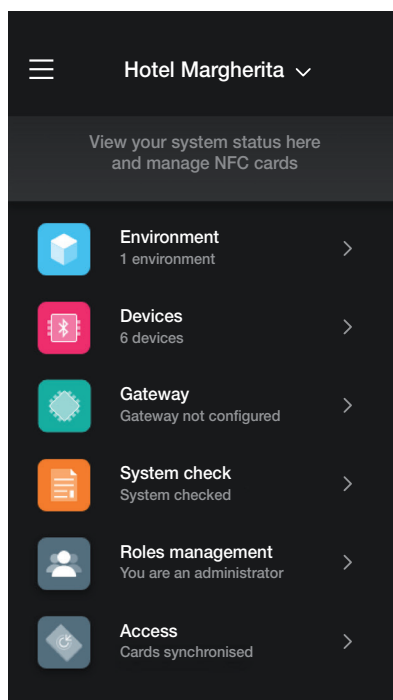 Hotel Margherita
View your system status here
and manage NFC cards
Environment
1 environment
Devices
6 devices
Gateway
Gateway not configured
System check
System checked
Roles management
You are an administrator
Access
Cards synchronised